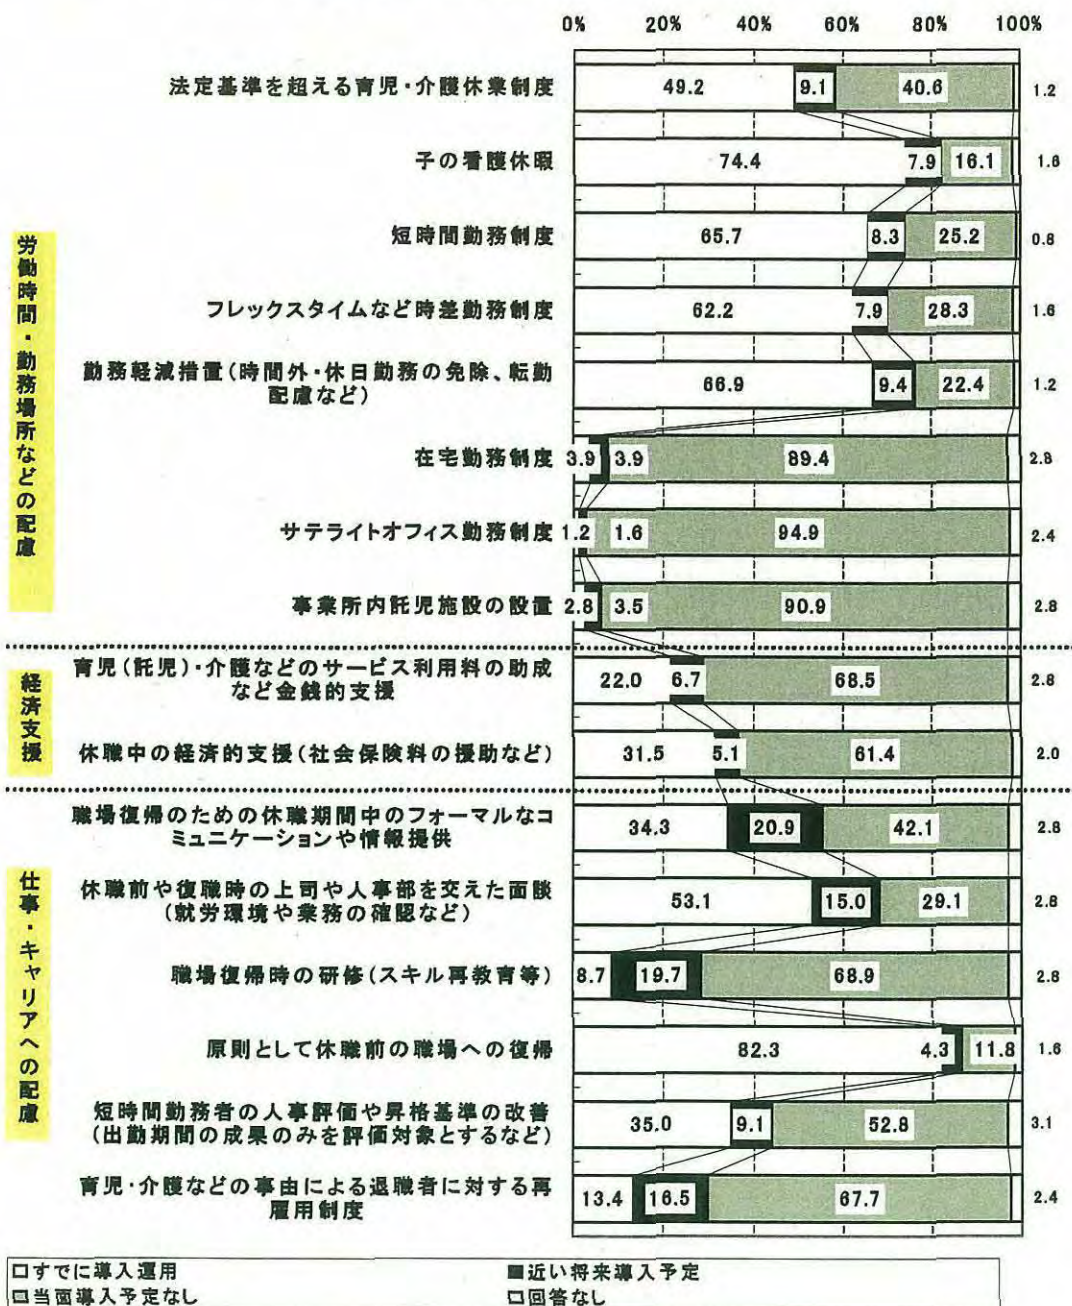 0% 20% 40% 60% 80% 100%
法定基準を超える育児・介護休業制度 49.2 9.1 40.6 1.2
子の看護休暇 74.4 7.9 16.1 1.6
短時間勤務制度 65.7 8.3 25.2 0.8
フレックスタイムなど時差勤務制度 62.2 7.9 28.3 1.6
勤務軽減措置(時間外・休日勤務の免除、転勤
配慮など) 66.9 9.4 22.4 1.2
在宅勤務制度 3.9 3.9 89.4 2.8
サテライトオフィス勤務制度 1.2 1.6 94.9 2.4
事業所内託児施設の設置 2.8 3.5 90.9 2.8
労働時間・勤務場所などの配慮
育児(託児)・介護などのサービス利用料の助成
など金銭的支援 22.0 6.7 68.5 2.8
休職中の経済的支援(社会保険料の援助など) 31.5 5.1 61.4 2.0
経済支援
職場復帰のための休職期間中のフォーマルなコ
ミュニケーションや情報提供 34.3 20.9 42.1 2.8
休職前や復職時の上司や人事部を交えた面談
(就労環境や業務の確認など) 53.1 15.0 29.1 2.8
職場復帰時の研修(スキル再教育等) 8.7 19.7 68.9 2.8
原則として休職前の職場への復帰 82.3 4.3 11.8 1.6
短時間勤務者の人事評価や昇格基準の改善
(出勤期間の成果のみを評価対象とするなど) 35.0 9.1 52.8 3.1
育児・介護などの事由による退職者に対する再
雇用制度 13.4 16.5 67.7 2.4
仕事・キャリアへの配慮
すでに導入運用 近い将来導入予定
当面導入予定なし 回答なし